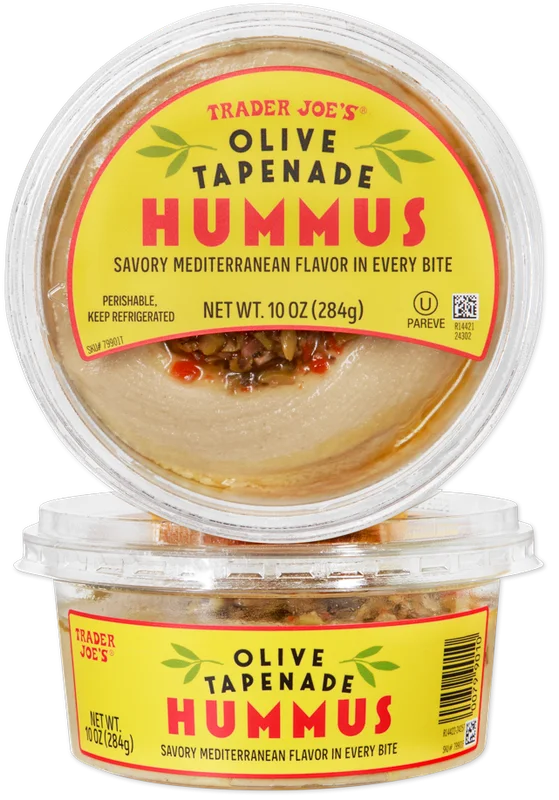 TRADER JOE'S®
OLIVE
TAPENADE
HUMMUS
SAVORY MEDITERRANEAN FLAVOR IN EVERY BITE
PERISHABLE,
KEEP REFRIGERATED
NET WT. 10 OZ (284g)
U
PAREVE
R14421
24302
SKU# 79901T
TRADER
JOE'S®
OLIVE
TAPENADE
HUMMUS
SAVORY MEDITERRANEAN FLAVOR IN EVERY BITE
NET WT.
10 OZ (284g)